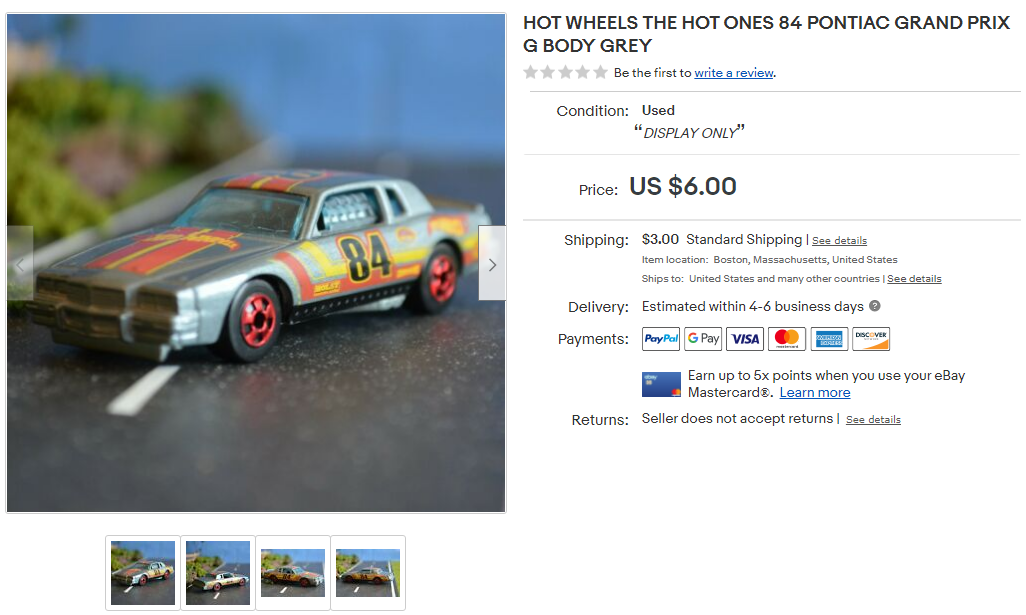 HOT WHEELS THE HOT ONES 84 PONTIAC GRAND PRIX
G BODY GREY
Be the first to write a review.
Condition: Used
“DISPLAY ONLY”
Price: US $6.00
Shipping: $3.00 Standard Shipping | See details
Item location: Boston, Massachusetts, United States
Ships to: United States and many other countries | See details
Delivery: Estimated within 4-6 business days ?
Payments: PayPal G Pay VISA mastercard AMERICAN EXPRESS DISCOVER
ebay
Earn up to 5x points when you use your eBay
Mastercard®. Learn more
Returns: Seller does not accept returns | See details
84